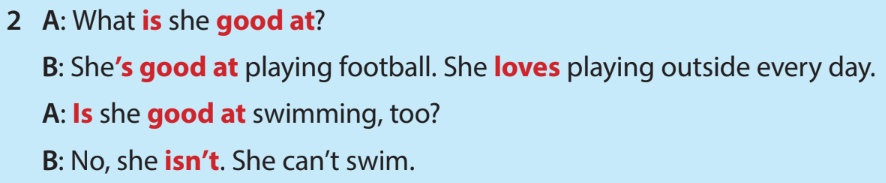 2 A: What is she good at?
B: She's good at playing football. She loves playing outside every day.
A: Is she good at swimming, too?
B: No, she isn't. She can't swim.